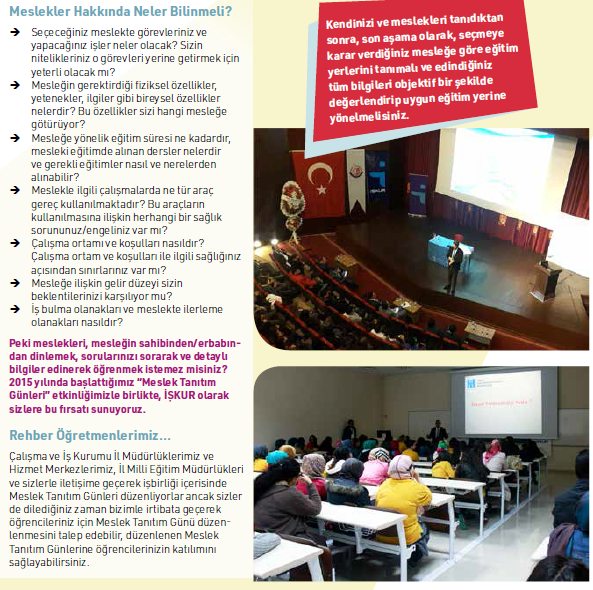 Meslekler Hakkında Neler Bilinmeli?
➔ Seçeceğiniz meslekte görevleriniz ve
yapacağınız işler neler olacak? Sizin
nitelikleriniz o görevleri yerine getirmek için
yeterli olacak mı?
➔ Mesleğin gerektirdiği fiziksel özellikler,
yetenekler, ilgiler gibi bireysel özellikler
nelerdir? Bu özellikler sizi hangi mesleğe
götürüyor?
➔ Mesleğe yönelik eğitim süresi ne kadardır,
mesleki eğitimde alınan dersler nelerdir
ve gerekli eğitimler nasıl ve nerelerden
alınabilir?
➔ Meslekle ilgili çalışmalarda ne tür araç
gereç kullanılmaktadır? Bu araçların
kullanılmasına ilişkin herhangi bir sağlık
sorununuz/engeliniz var mı?
➔ Çalışma ortamı ve koşulları nasıldır?
Çalışma ortam ve koşulları ile ilgili sağlığınız
açısından sınırlarınız var mı?
➔ Mesleğe ilişkin gelir düzeyi sizin
beklentilerinizi karşılıyor mu?
➔ İş bulma olanakları ve meslekte ilerleme
olanakları nasıldır?
Peki meslekleri, mesleğin sahibinden/erbabın-
dan dinlemek, sorularınızı sorarak ve detaylı
bilgiler edinerek öğrenmek istemez misiniz?
2015 yılında başlattığımız "Meslek Tanıtım
Günleri" etkinliğimizle birlikte, İŞKUR olarak
sizlere bu fırsatı sunuyoruz.
Rehber Öğretmenlerimiz...
Çalışma ve İş Kurumu İl Müdürlüklerimiz ve
Hizmet Merkezlerimiz, İl Milli Eğitim Müdürlükleri
ve sizlerle iletişime geçerek işbirliği içerisinde
Meslek Tanıtım Günleri düzenliyorlar ancak sizler
de dilediğiniz zaman bizimle irtibata geçerek
öğrencileriniz için Meslek Tanıtım Günü düzen-
lenmesini talep edebilir, düzenlenen Meslek
Tanıtım Günlerine öğrencilerinizin katılımını
sağlayabilirsiniz.
Kendinizi ve meslekleri tanıdıktan
sonra, son aşama olarak, seçmeye
karar verdiğiniz mesleğe göre eğitim
yerlerini tanımalı ve edindiğiniz
tüm bilgileri objektif bir şekilde
değerlendirip uygun eğitim yerine
yönelmelisiniz.
İŞKUR